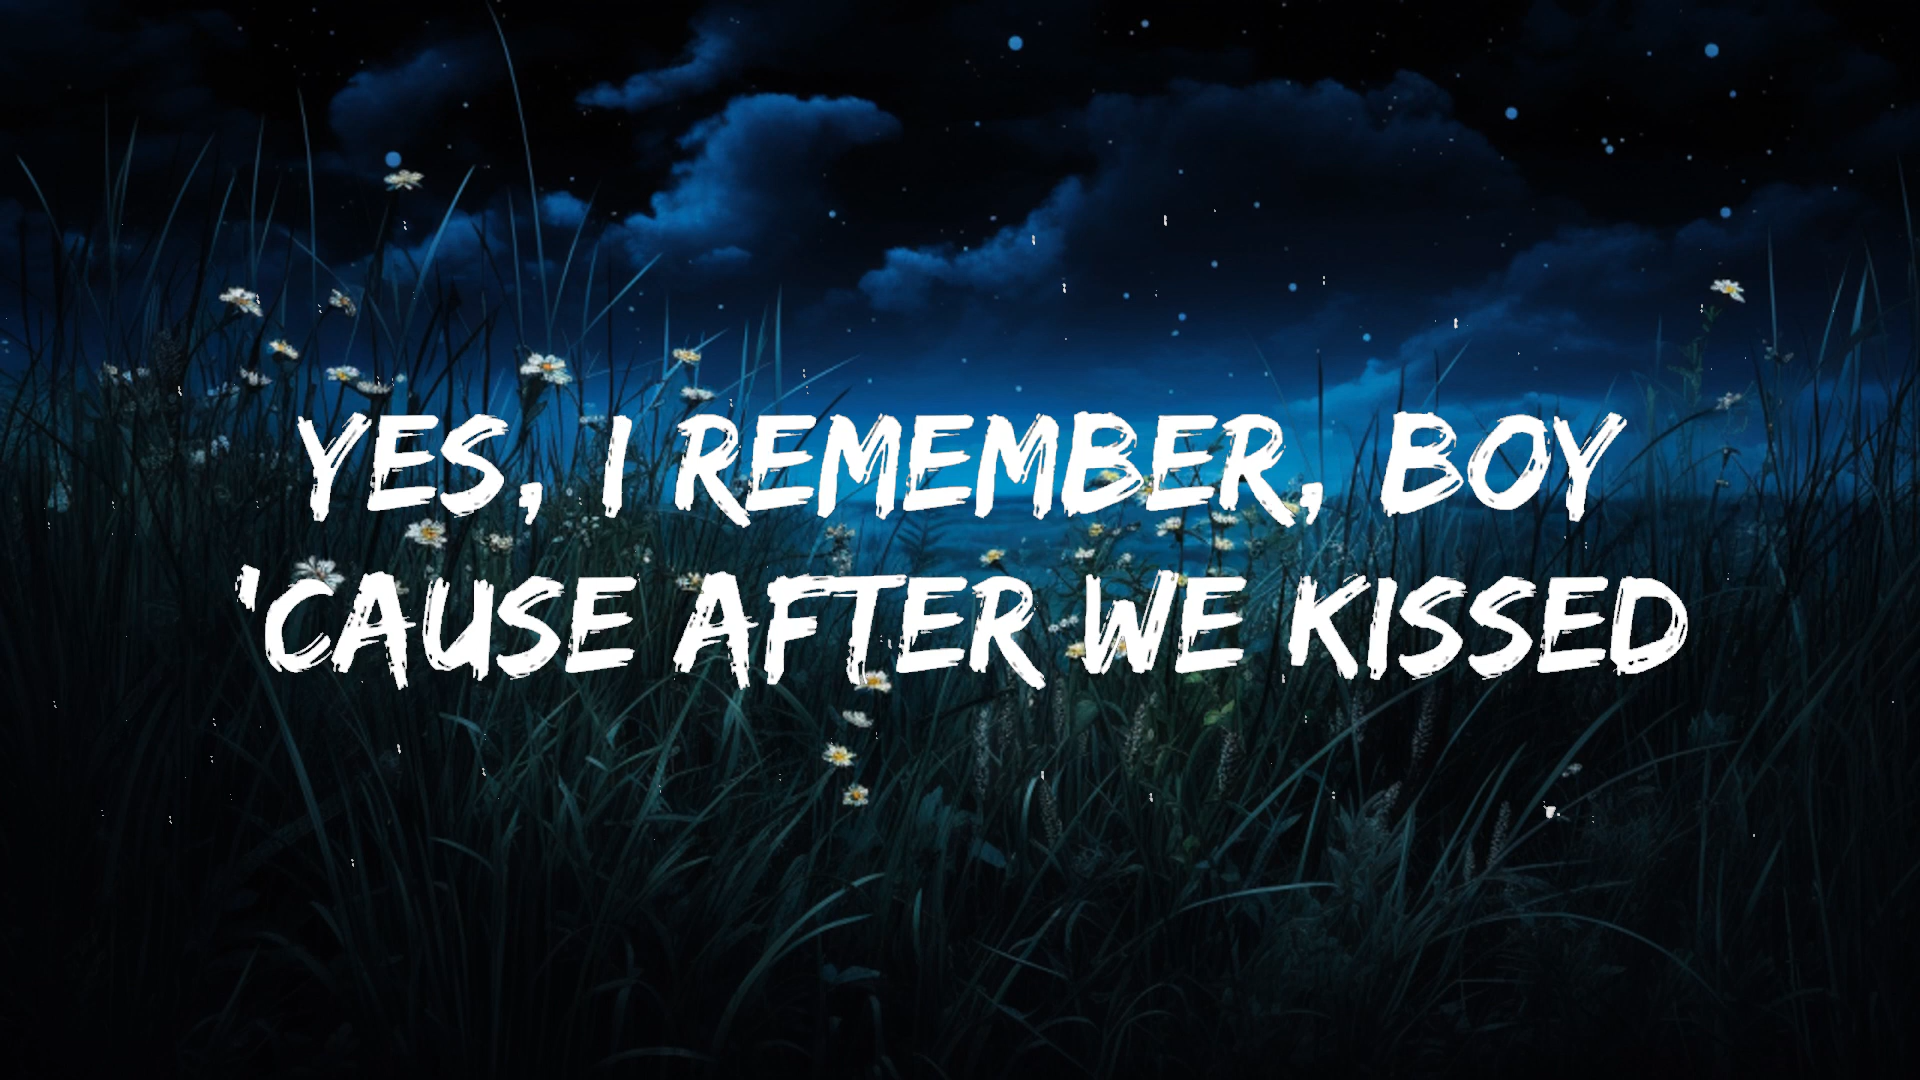 YES, I REMEMBER, BOY
'CAUSE AFTER WE KISSED